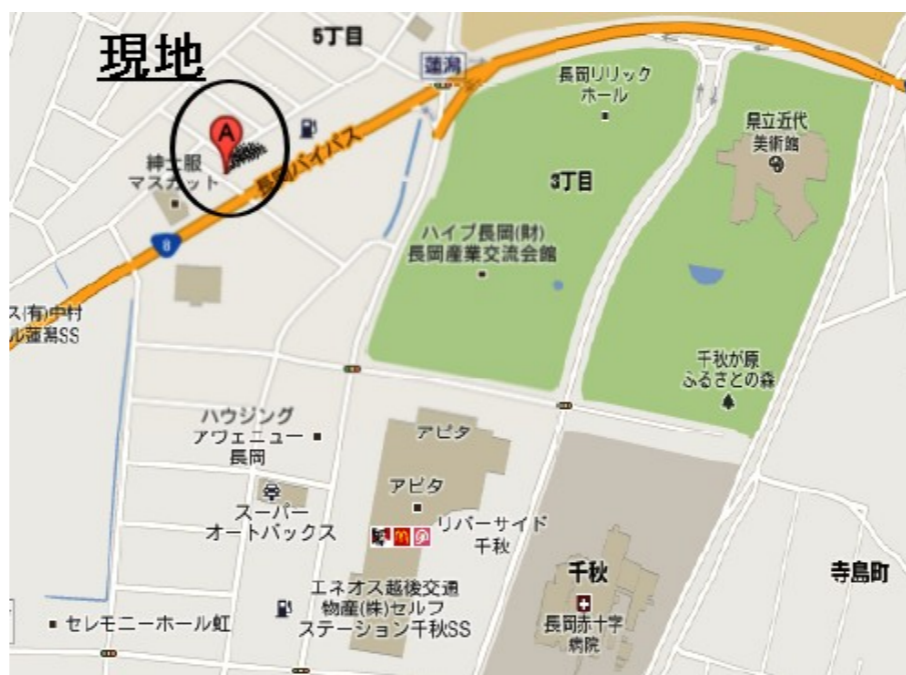 現地
5丁目
蓮潟
長岡リリック
ホール
県立近代
美術館
A
紳士服
マスカット
長岡バイパス
3丁目
8
ハイブ長岡(財)
長岡産業交流会館
ス(有)中村
ル蓮潟SS
千秋が原
ふるさとの森
ハウジング
アヴェニュー
長岡
アピタ
アピタ
スーパー
オートバックス
リバーサイド
千秋
千秋
寺島町
エネオス越後交通
物産(株)セルフ
ステーション千秋SS
長岡赤十字
病院
セレモニーホール虹